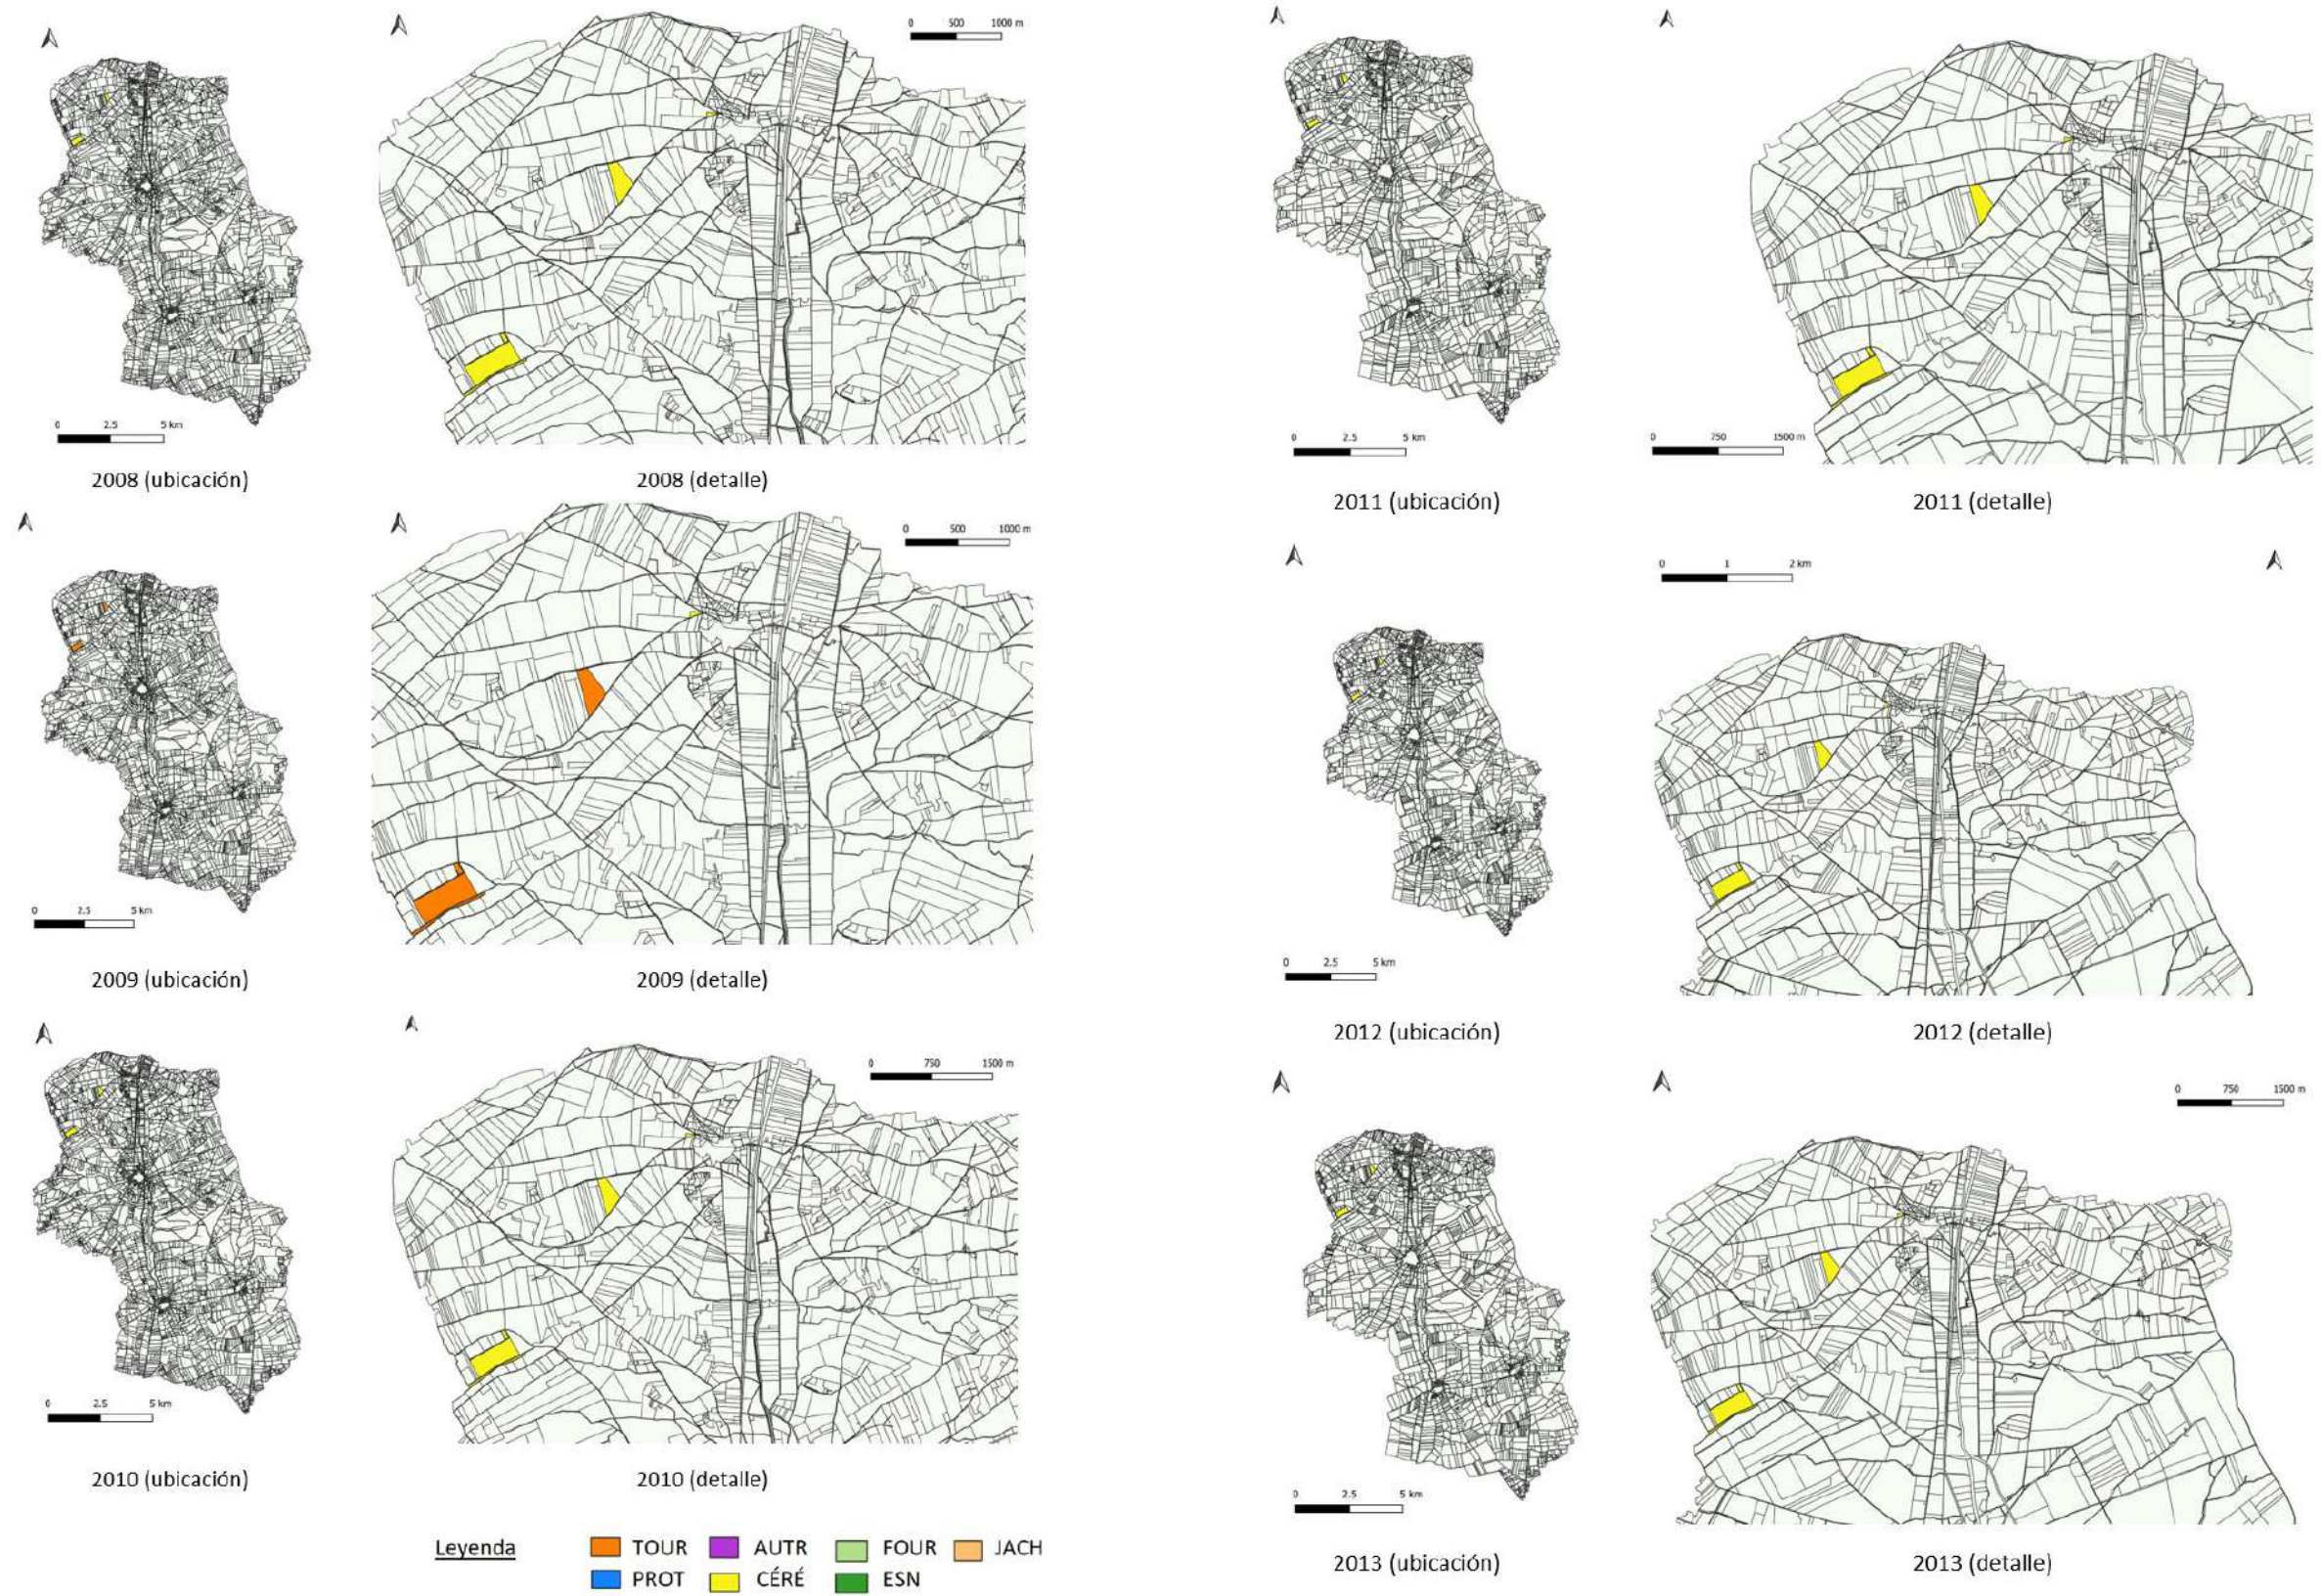 0 500 1000 m
0 2.5 5 km
2008 (ubicación)
2008 (detalle)
0 500 1000 m
0 2.5 5 km
2009 (ubicación)
2009 (detalle)
0 750 1500 m
0 2.5 5 km
2010 (ubicación)
2010 (detalle)
0 2.5 5 km
0 750 1500 m
2011 (ubicación)
2011 (detalle)
0 1 2 km
0 2.5 5 km
2012 (ubicación)
2012 (detalle)
0 750 1500 m
0 2.5 5 km
2013 (ubicación)
2013 (detalle)
Leyenda
TOUR AUTR FOUR JACH
PROT CÉRÉ ESN